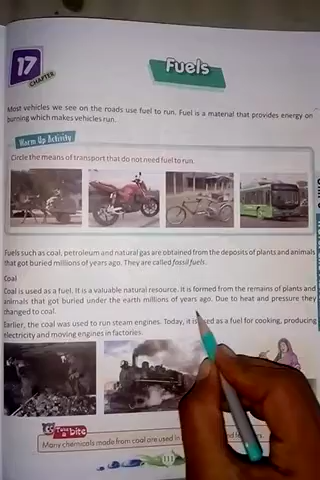 17
CHAPTER
Fuels
Most vehicles we see on the roads use fuel to run. Fuel is a material that provides energy on
burning which makes vehicles run.
Warm Up Activity
Circle the means of transport that do not need fuel to run.
Fuels such as coal, petroleum and natural gas are obtained from the deposits of plants and animals
that got buried millions of years ago. They are called fossil fuels.
Coal
Coal is used as a fuel. It is a valuable natural resource. It is formed from the remains of plants and
animals that got buried under the earth millions of years ago. Due to heat and pressure they
changed to coal.
Earlier, the coal was used to run steam engines. Today, it is used as a fuel for cooking, producing
electricity and moving engines in factories.
Take a bite
Many chemicals made from coal are used in